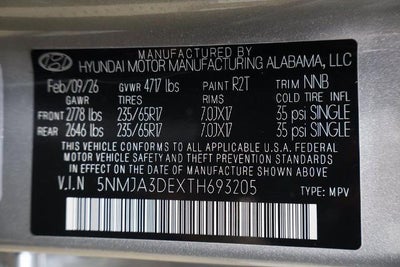 MANUFACTURED BY
HYUNDAI MOTOR MANUFACTURING ALABAMA, LLC
Feb/09/26 GVWR 4717 lbs PAINT R2T TRIM NNB
GAWR TIRES RIMS COLD TIRE INFL
FRONT 2778 lbs 235/65R17 7.0JX17 35 psi SINGLE
REAR 2646 lbs 235/65R17 7.0JX17 35 psi SINGLE
THIS VEHICLE CONFORMS TO ALL APPLICABLE U.S.A FEDERAL
MOTOR VEHICLE SAFETY, BUMPER, AND THEFT PREVENTION STANDARDS
IN EFFECT ON THE DATE OF MANUFACTURE SHOWN ABOVE.
V.I.N 5NMJA3DEXTH693205 TYPE: MPV